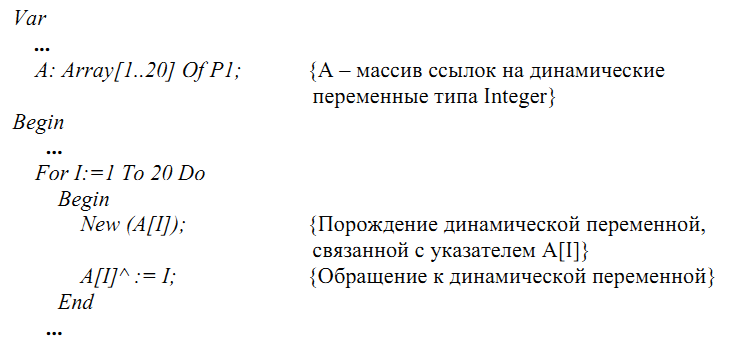 Var
...
A: Array[1..20] Of P1; {A – массив ссылок на динамические
переменные типа Integer}
Begin
...
For I:=1 To 20 Do
Begin
New (A[I]); {Порождение динамической переменной,
связанной с указателем A[I]}
A[I]^ := I; {Обращение к динамической переменной}
End
...